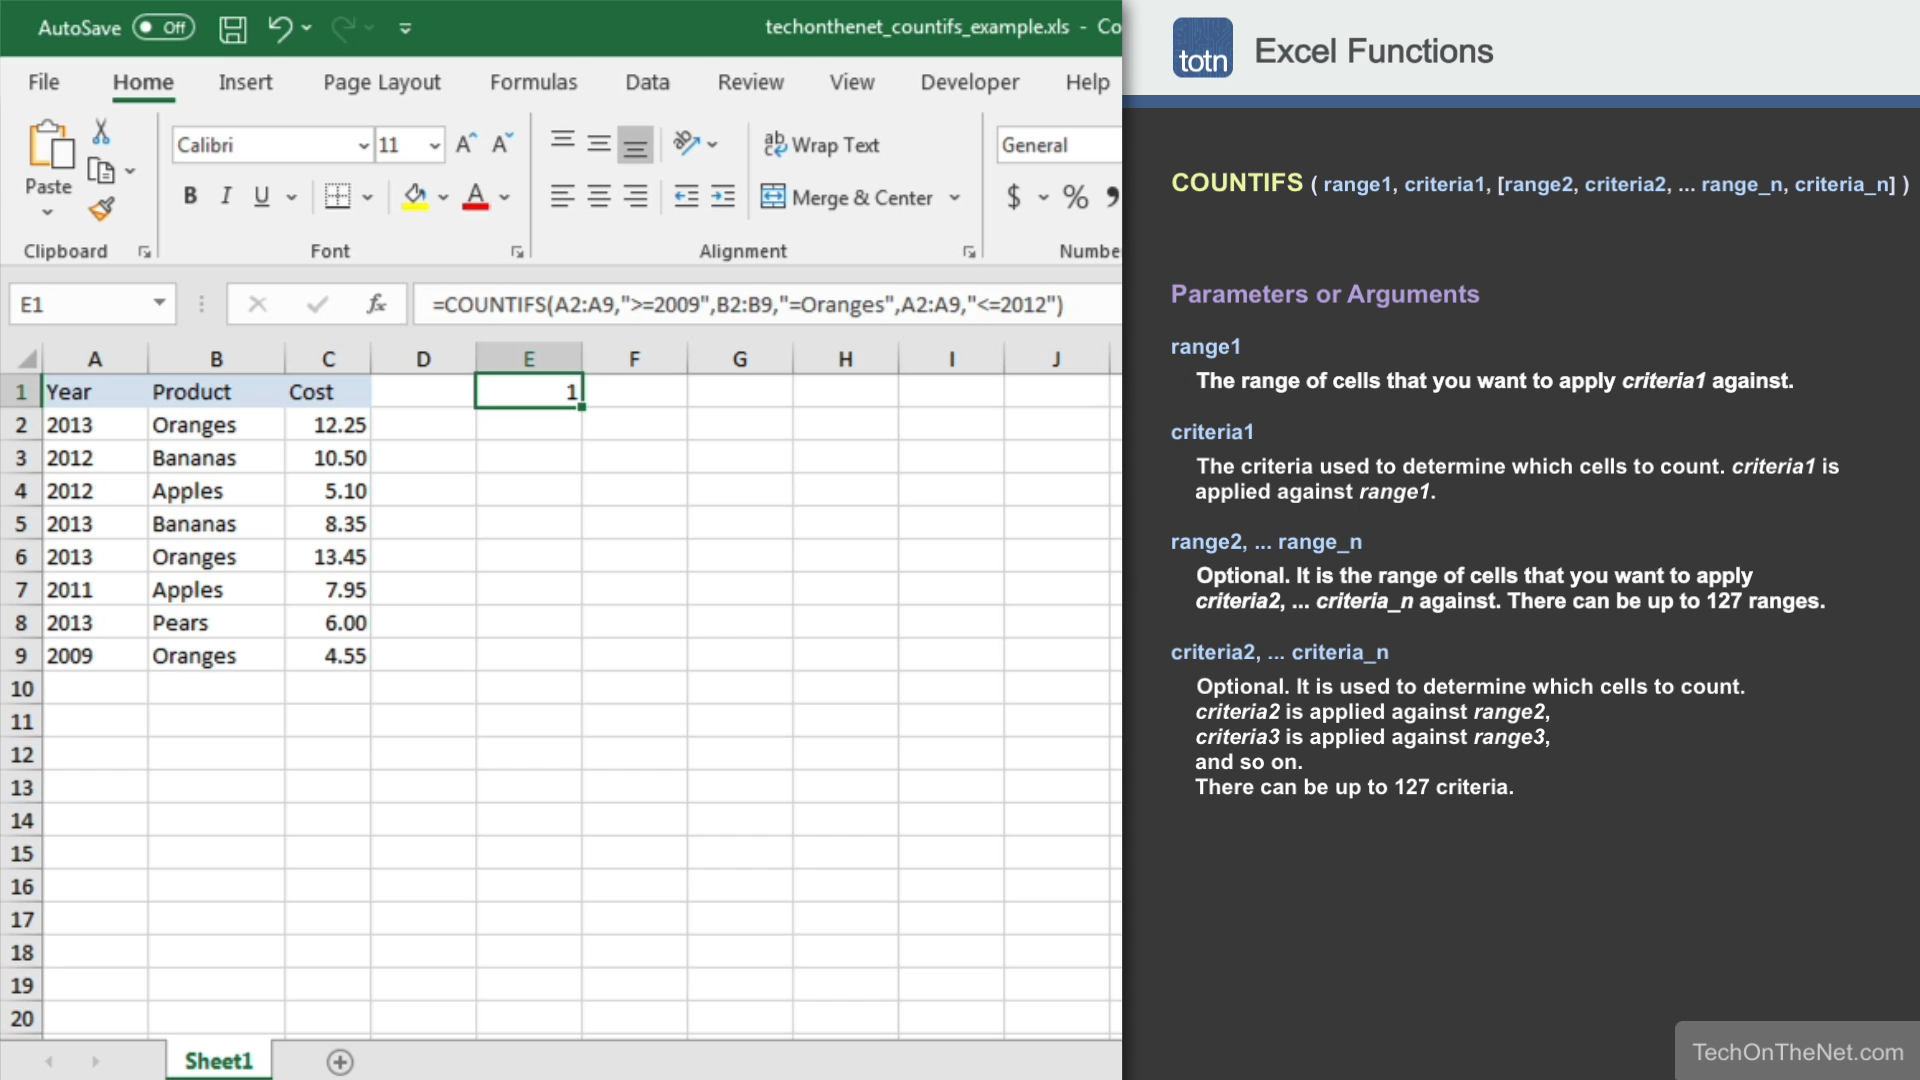 AutoSave Off techonthenet_countifs_example.xls - Co
File Home Insert Page Layout Formulas Data Review View Developer Help
Paste
Calibri 11 A A
Wrap Text
General
B I U A
Merge & Center
$ %
Clipboard Font Alignment Numbe
E1 fx =COUNTIFS(A2:A9,">=2009",B2:B9,"=Oranges",A2:A9,"<=2012")
A B C D E F G H I J
1 Year Product Cost 1
2 2013 Oranges 12.25
3 2012 Bananas 10.50
4 2012 Apples 5.10
5 2013 Bananas 8.35
6 2013 Oranges 13.45
7 2011 Apples 7.95
8 2013 Pears 6.00
9 2009 Oranges 4.55
10
11
12
13
14
15
16
17
18
19
20
Sheet1
totn Excel Functions
COUNTIFS ( range1, criteria1, [range2, criteria2, ... range_n, criteria_n] )
Parameters or Arguments
range1
The range of cells that you want to apply criteria1 against.
criteria1
The criteria used to determine which cells to count. criteria1 is
applied against range1.
range2, ... range_n
Optional. It is the range of cells that you want to apply
criteria2, ... criteria_n against. There can be up to 127 ranges.
criteria2, ... criteria_n
Optional. It is used to determine which cells to count.
criteria2 is applied against range2,
criteria3 is applied against range3,
and so on.
There can be up to 127 criteria.
TechOnTheNet.com